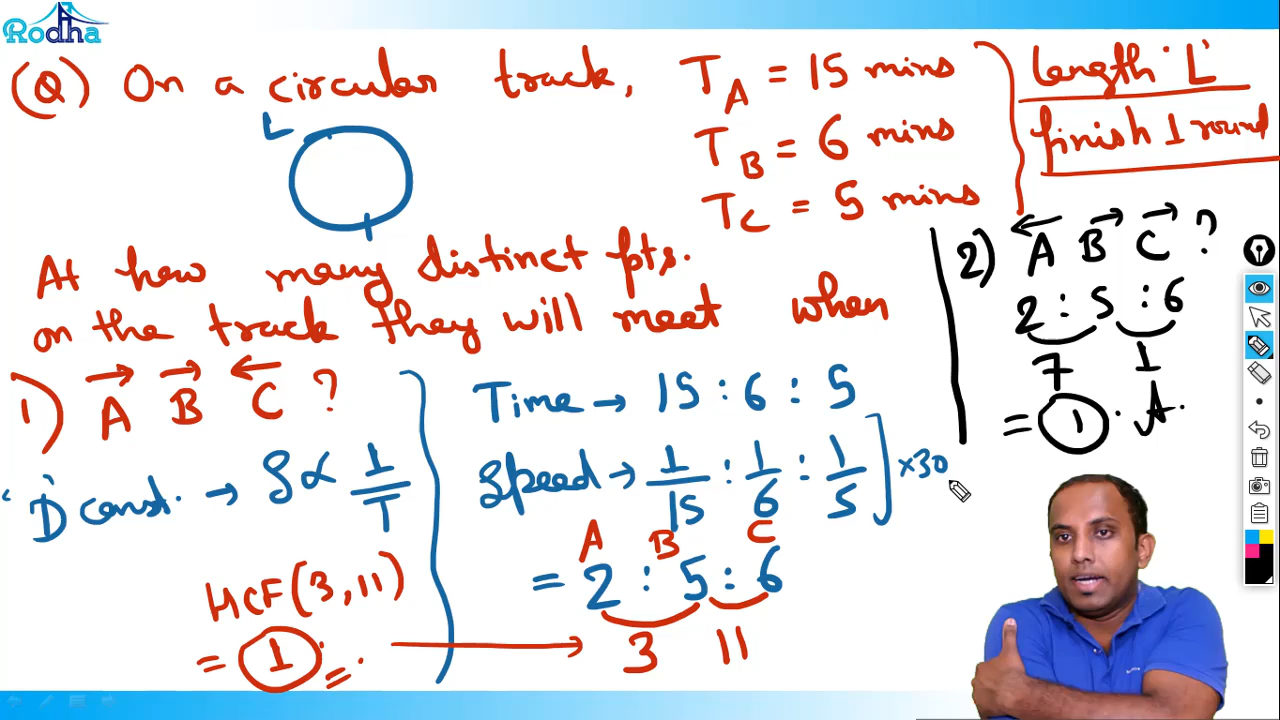 Rodha
(Q) On a circular track, T_A = 15 mins
T_B = 6 mins
T_C = 5 mins
length 'L'
finish 1 round
L
At how many distinct pts.
on the track they will meet when
1) A B C ?
'D' const. → S ∝ 1/T
HCF(3,11)
= 1
Time → 15 : 6 : 5
Speed → 1/15 : 1/6 : 1/5 ] ×30
A B C
= 2 : 5 : 6
3 11
2) A B C ?
2 : 5 : 6
7 1
= 1 . A.